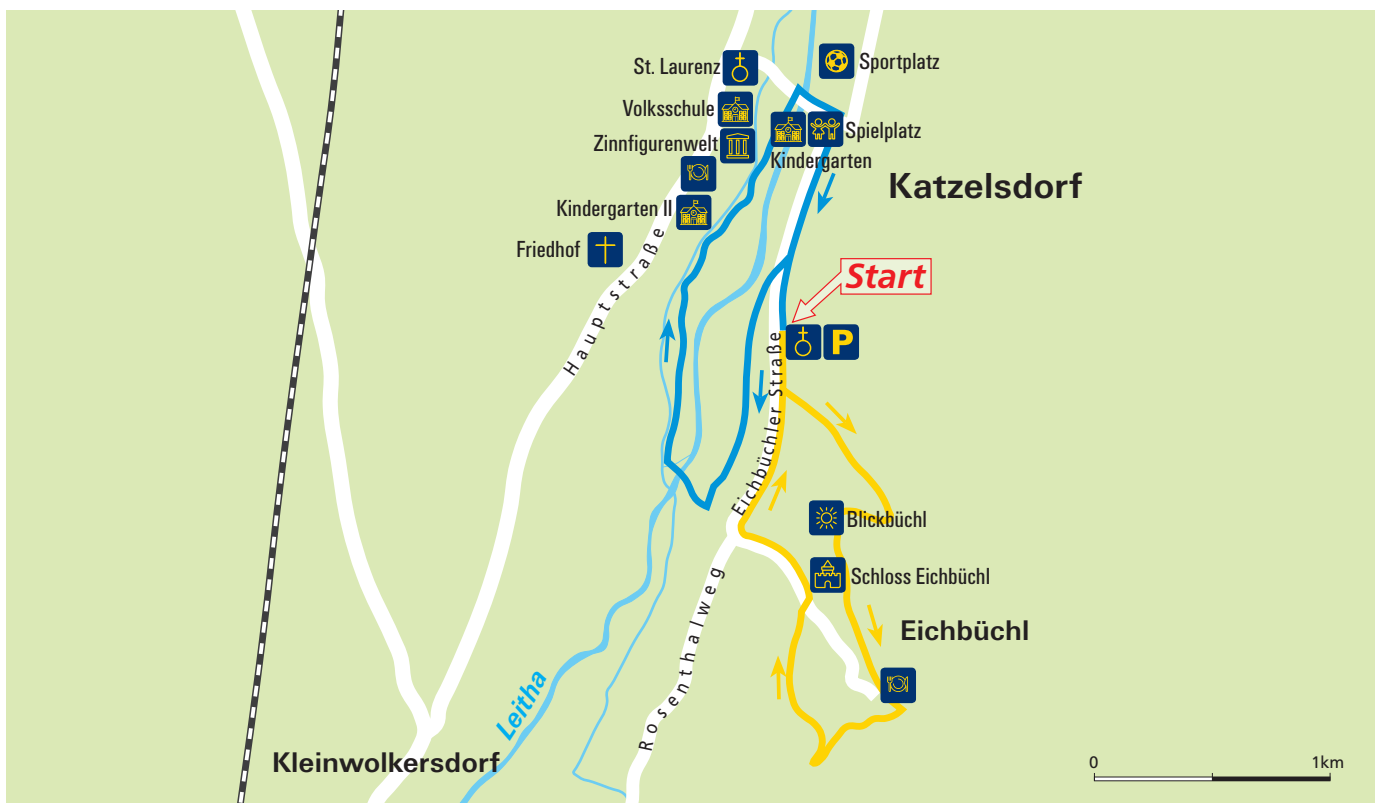 St. Laurenz
Sportplatz
Volksschule
Spielplatz
Zinnfigurenwelt
Kindergarten
Katzelsdorf
Kindergarten II
Friedhof
Hauptstraße
Start
P
Eichbüchler Straße
Blickbüchl
Schloss Eichbüchl
Eichbüchl
Rosenthalweg
Leitha
Kleinwolkersdorf
0 1km